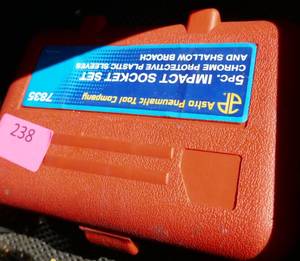 AP Astro Pneumatic Tool Company
7835
5PC. IMPACT SOCKET SET
CHROME PROTECTIVE PLASTIC SLEEVES
AND SHALLOW BROACH
238